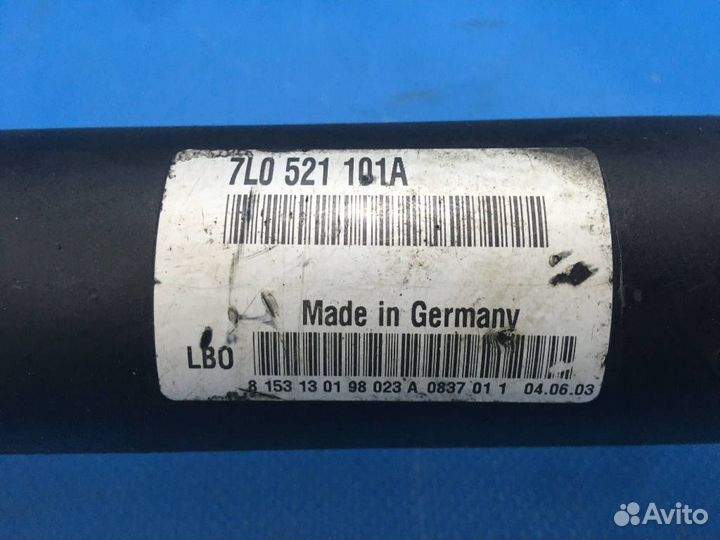 7L0 521 101A
Made in Germany
LBO
8 153 13 01 98 023 A 0837 01 1 04.06.03
Avito